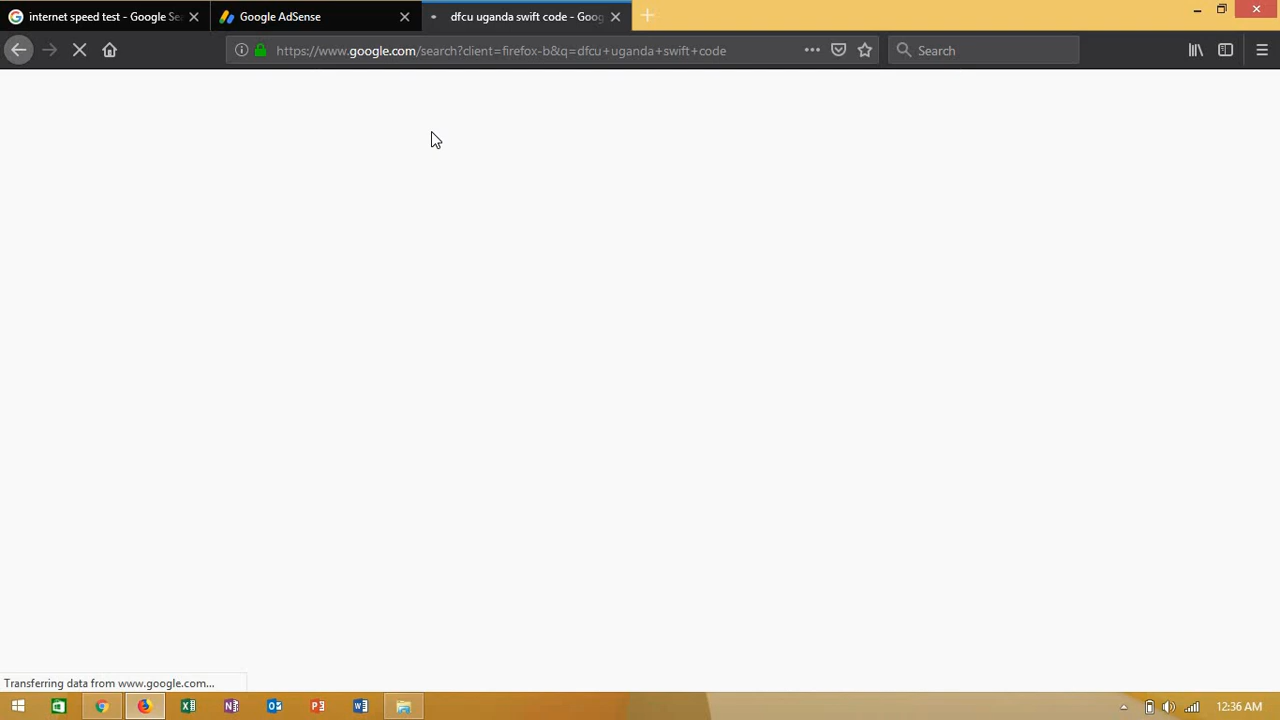 internet speed test - Google Se
Google AdSense
dfcu uganda swift code - Goog
https://www.google.com/search?client=firefox-b&q=dfcu+uganda+swift+code
Search
Transferring data from www.google.com...
12:36 AM